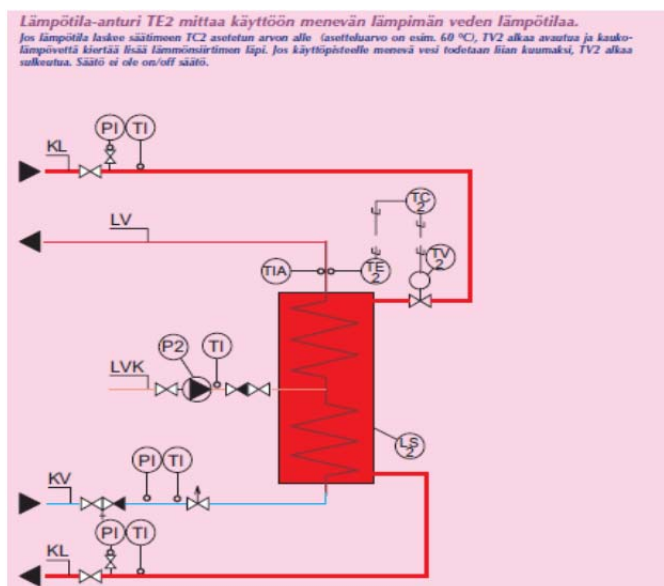 Lämpötila-anturi TE2 mittaa käyttöön menevän lämpimän veden lämpötilaa.
Jos lämpötila laskee säätimeen TC2 asetetun arvon alle (asetteluarvo on esim. 60 ºC), TV2 alkaa avautua ja kauko-
lämpövettä kiertää lisää lämmönsiirtimen läpi. Jos käyttöpisteelle menevä vesi todetaan liian kuumaksi, TV2 alkaa
sulkeutua. Säätö ei ole on/off säätö.
PI TI
KL
TC
2
LV
TV
2
TIA
TE
2
P2 TI
LVK
LS
2
PI TI
KV
PI TI
KL